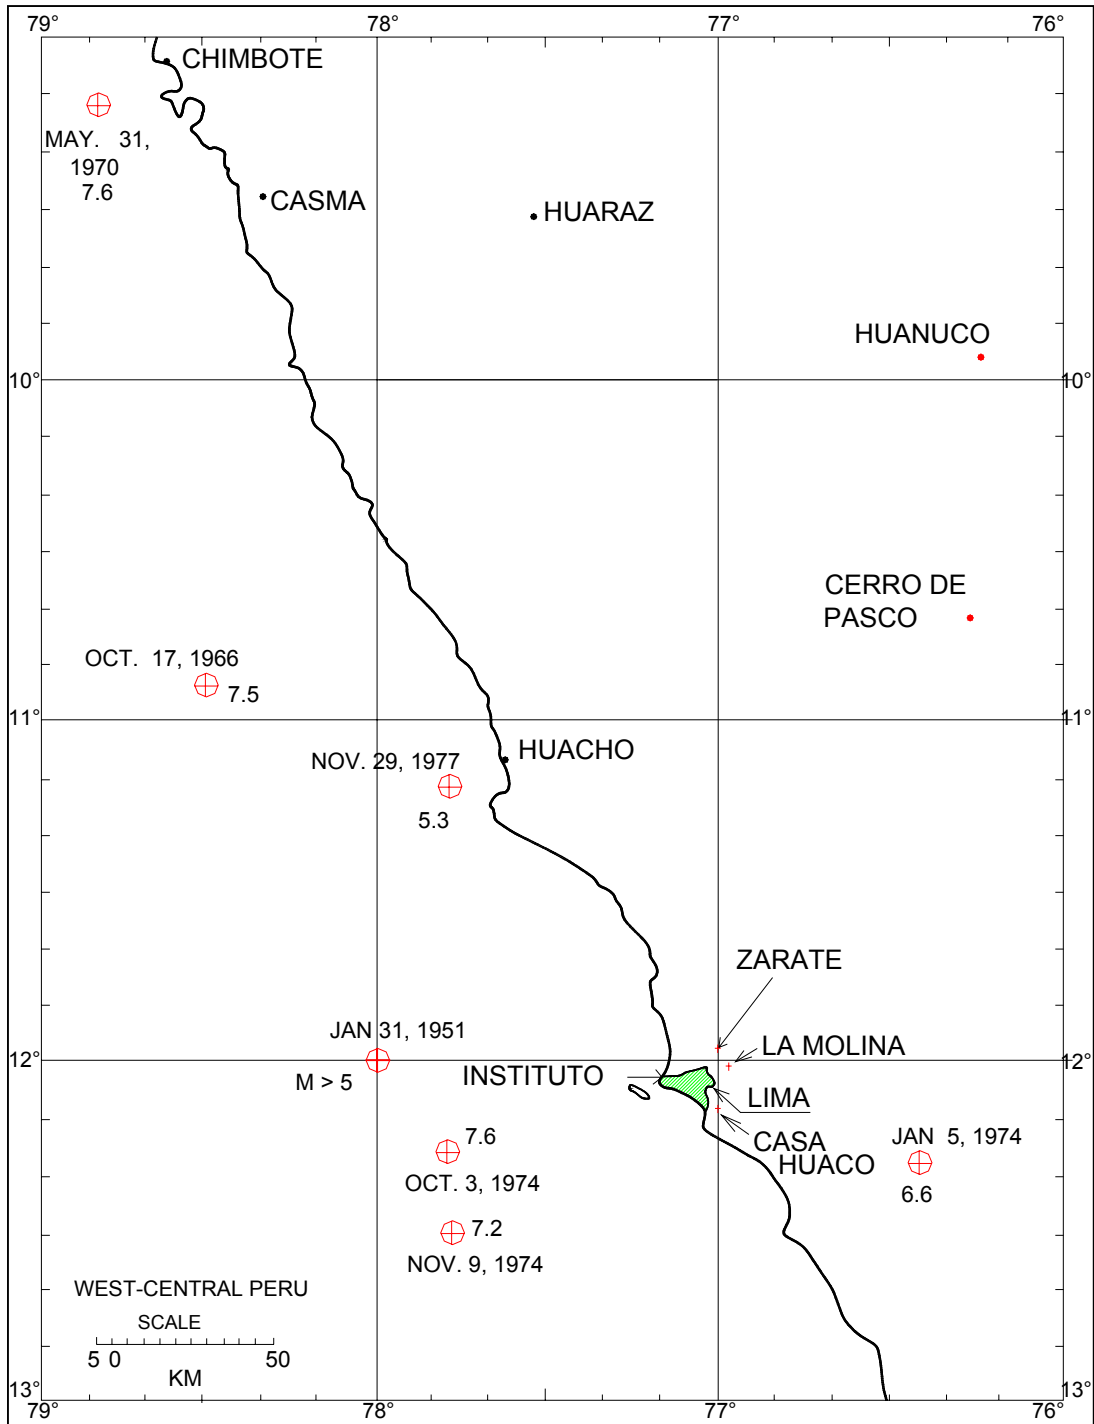 79° 78° 77° 76°
CHIMBOTE
MAY. 31,
1970
7.6
CASMA
HUARAZ
HUANUCO
10° 10°
CERRO DE
PASCO
OCT. 17, 1966
7.5
11° 11°
HUACHO
NOV. 29, 1977
5.3
ZARATE
JAN 31, 1951
LA MOLINA
12° 12°
M > 5
INSTITUTO
LIMA
CASA
HUACO
JAN 5, 1974
6.6
7.6
OCT. 3, 1974
7.2
NOV. 9, 1974
WEST-CENTRAL PERU
SCALE
5 0 50
KM
13° 13°
79° 78° 77° 76°